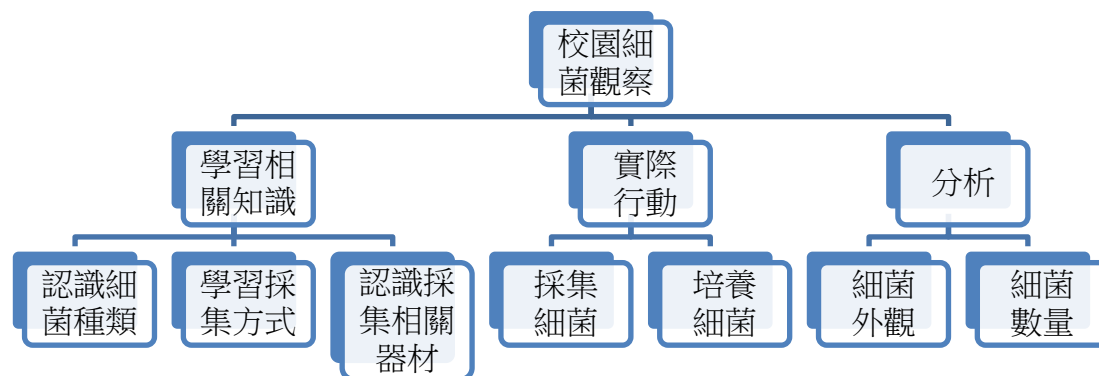 校園細
菌觀察
學習相
關知識
實際
行動
分析
認識細
菌種類
學習採
集方式
認識採
集相關
器材
採集
細菌
培養
細菌
細菌
外觀
細菌
數量